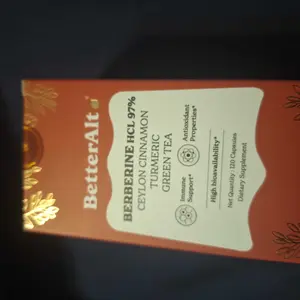 BetterAlt
BERBERINE HCL 97%
CEYLON CINNAMON
TURMERIC
GREEN TEA
Immune
Support*
Antioxidant
Properties*
High bioavailability*
Net Quantity: 120 Capsules
Dietary Supplement